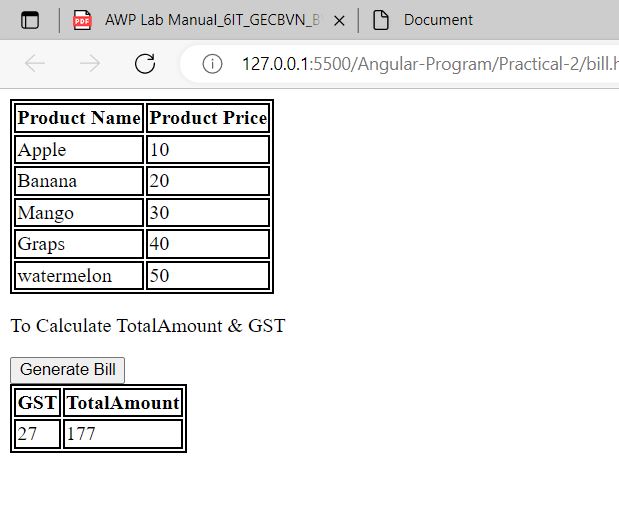 AWP Lab Manual_6IT_GECBVN_B
Document
127.0.0.1:5500/Angular-Program/Practical-2/bill.h
Product Name Product Price
Apple 10
Banana 20
Mango 30
Graps 40
watermelon 50
To Calculate TotalAmount & GST
Generate Bill
GST TotalAmount
27 177